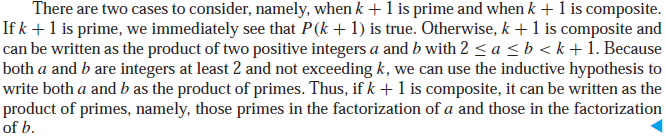 There are two cases to consider, namely, when k + 1 is prime and when k + 1 is composite.
If k + 1 is prime, we immediately see that P(k + 1) is true. Otherwise, k + 1 is composite and
can be written as the product of two positive integers a and b with 2 ≤ a ≤ b < k + 1. Because
both a and b are integers at least 2 and not exceeding k, we can use the inductive hypothesis to
write both a and b as the product of primes. Thus, if k + 1 is composite, it can be written as the
product of primes, namely, those primes in the factorization of a and those in the factorization
of b.